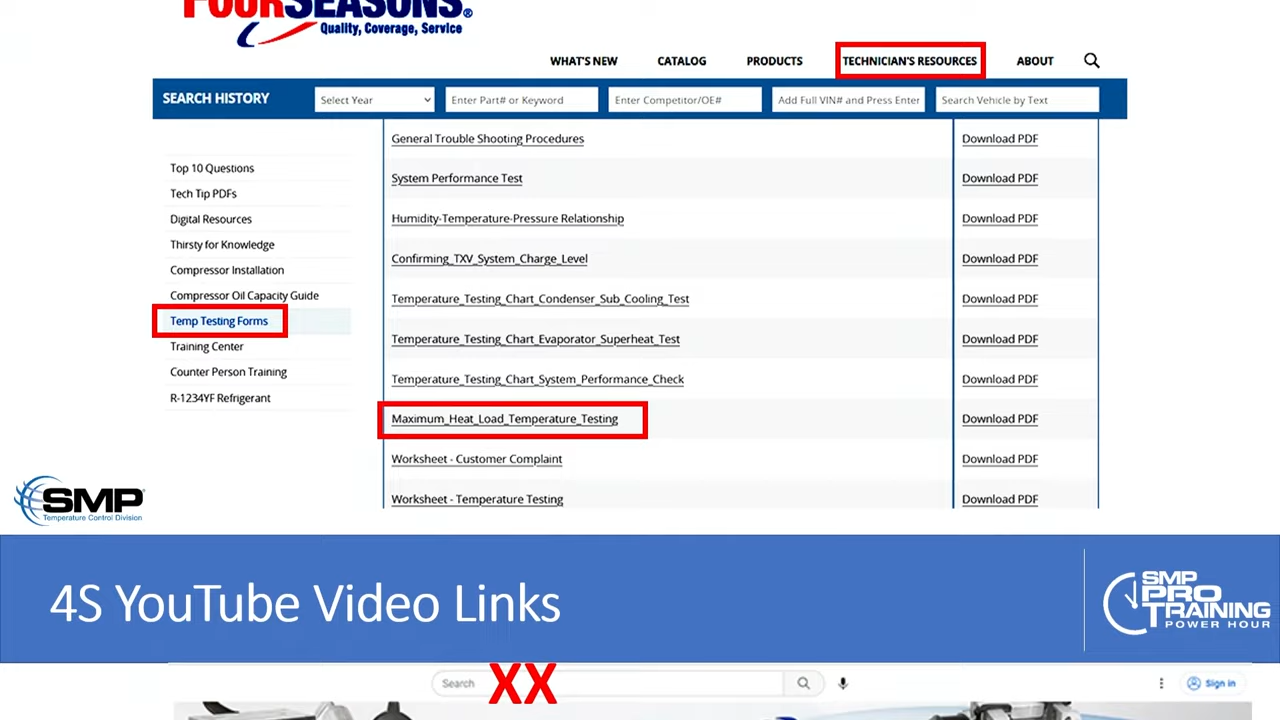 FOUR SEASONS®
Quality, Coverage, Service
WHAT'S NEW CATALOG PRODUCTS TECHNICIAN'S RESOURCES ABOUT
SEARCH HISTORY Select Year Enter Part# or Keyword Enter Competitor/OE# Add Full VIN# and Press Enter Search Vehicle by Text
Top 10 Questions
Tech Tip PDFs
Digital Resources
Thirsty for Knowledge
Compressor Installation
Compressor Oil Capacity Guide
Temp Testing Forms
Training Center
Counter Person Training
R-1234YF Refrigerant
General Trouble Shooting Procedures Download PDF
System Performance Test Download PDF
Humidity-Temperature-Pressure Relationship Download PDF
Confirming_TXV_System_Charge_Level Download PDF
Temperature_Testing_Chart_Condenser_Sub_Cooling_Test Download PDF
Temperature_Testing_Chart_Evaporator_Superheat_Test Download PDF
Temperature_Testing_Chart_System_Performance_Check Download PDF
Maximum_Heat_Load_Temperature_Testing Download PDF
Worksheet - Customer Complaint Download PDF
Worksheet - Temperature Testing Download PDF
SMP
Temperature Control Division
4S YouTube Video Links
SMP
PRO
TRAINING
POWER HOUR
Search XX Sign in